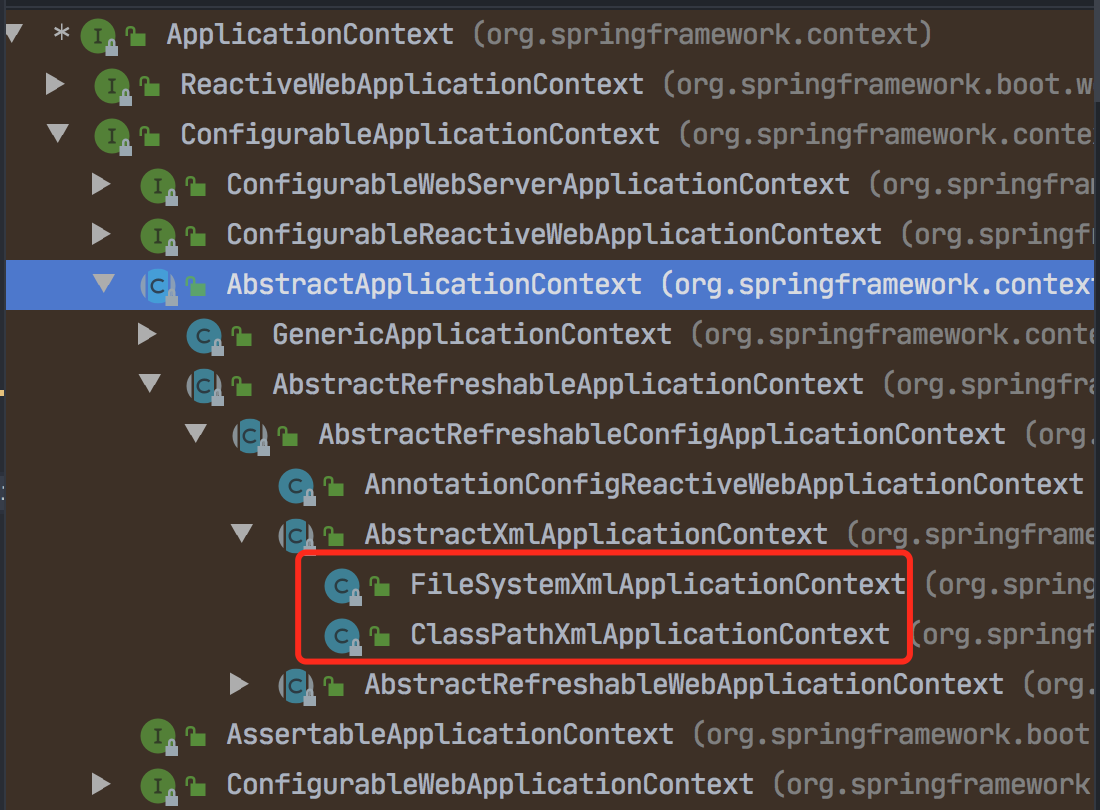 * I ApplicationContext (org.springframework.context)
I ReactiveWebApplicationContext (org.springframework.boot.w
I ConfigurableApplicationContext (org.springframework.conte
I ConfigurableWebServerApplicationContext (org.springfra
I ConfigurableReactiveWebApplicationContext (org.springf
C AbstractApplicationContext (org.springframework.context
C GenericApplicationContext (org.springframework.conte
C AbstractRefreshableApplicationContext (org.springfra
C AbstractRefreshableConfigApplicationContext (org.
C AnnotationConfigReactiveWebApplicationContext
C AbstractXmlApplicationContext (org.springframe
C FileSystemXmlApplicationContext (org.spring
C ClassPathXmlApplicationContext (org.springf
C AbstractRefreshableWebApplicationContext (org.
I AssertableApplicationContext (org.springframework.boot
I ConfigurableWebApplicationContext (org.springframework